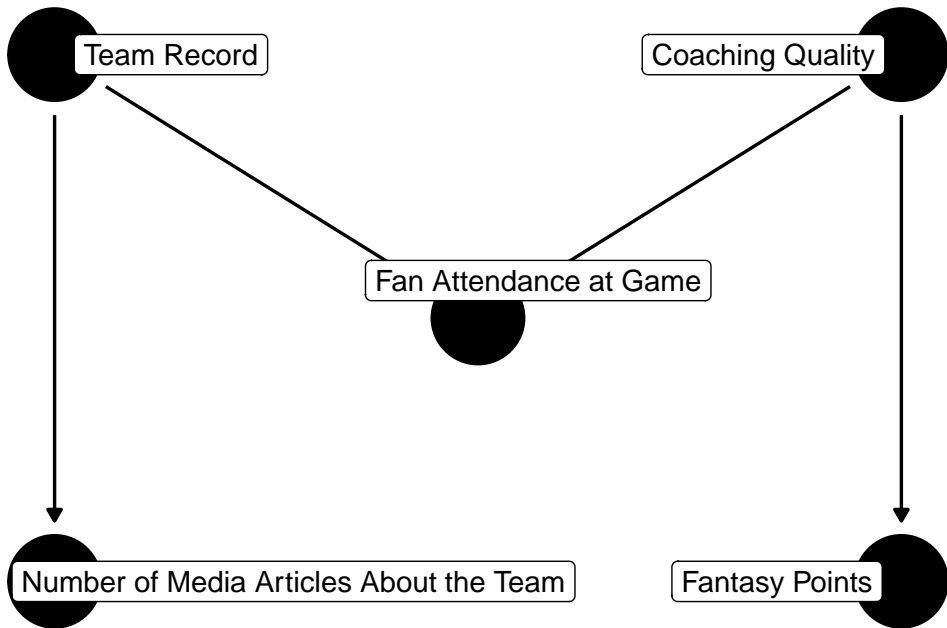 Team Record
Coaching Quality
Fan Attendance at Game
Number of Media Articles About the Team
Fantasy Points